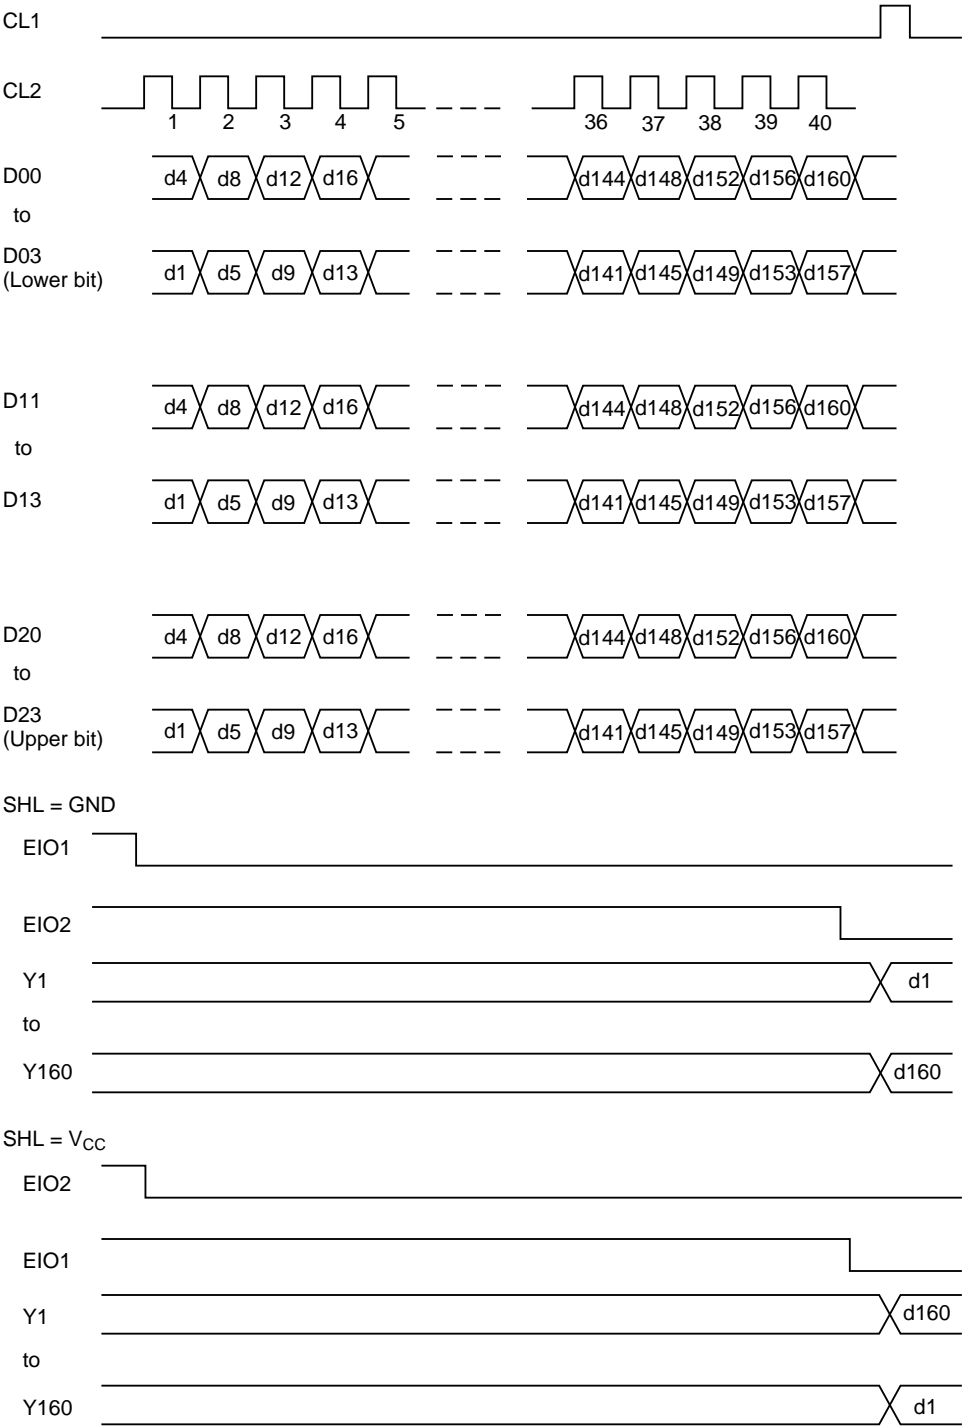 CL1
CL2
1 2 3 4 5 36 37 38 39 40
D00 d4 d8 d12 d16 d144 d148 d152 d156 d160
to
D03
(Lower bit) d1 d5 d9 d13 d141 d145 d149 d153 d157
D11 d4 d8 d12 d16 d144 d148 d152 d156 d160
to
D13 d1 d5 d9 d13 d141 d145 d149 d153 d157
D20 d4 d8 d12 d16 d144 d148 d152 d156 d160
to
D23
(Upper bit) d1 d5 d9 d13 d141 d145 d149 d153 d157
SHL = GND
EIO1
EIO2
Y1 d1
to
Y160 d160
SHL = VCC
EIO2
EIO1
Y1 d160
to
Y160 d1